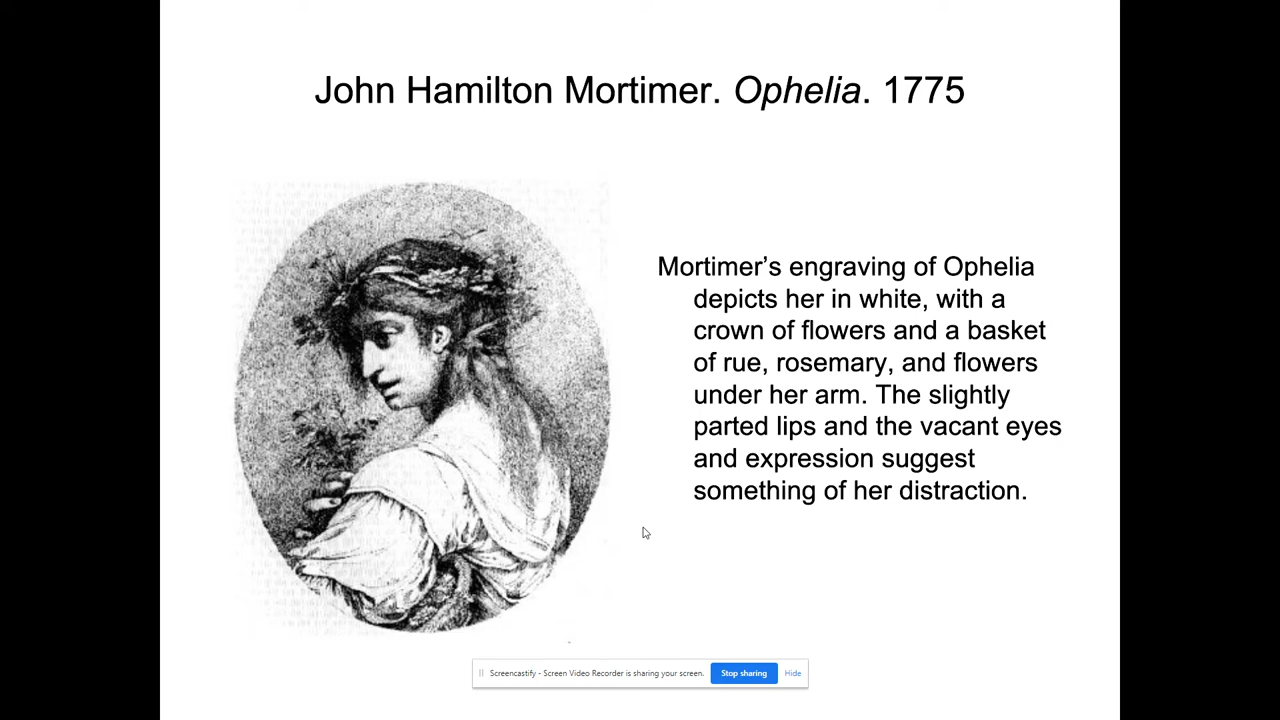 John Hamilton Mortimer. Ophelia. 1775
Mortimer’s engraving of Ophelia
depicts her in white, with a
crown of flowers and a basket
of rue, rosemary, and flowers
under her arm. The slightly
parted lips and the vacant eyes
and expression suggest
something of her distraction.
Screencastify - Screen Video Recorder is sharing your screen. Stop sharing Hide